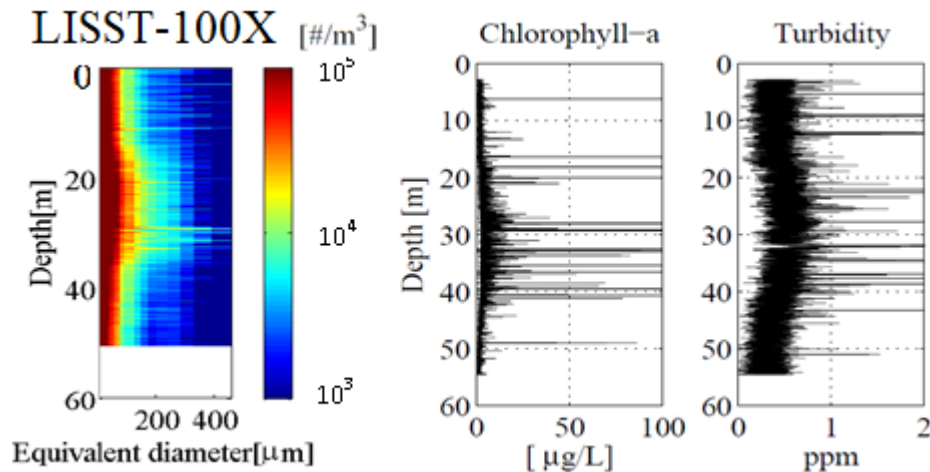 LISST-100X [#/m³]
0
20
40
60
Depth[m]
200 400
Equivalent diameter[μm]
10⁵
10⁴
10³
Chlorophyll-a
0
10
20
30
40
50
60
Depth [m]
0 50 100
[ μg/L]
Turbidity
0
10
20
30
40
50
60
0 1 2
ppm